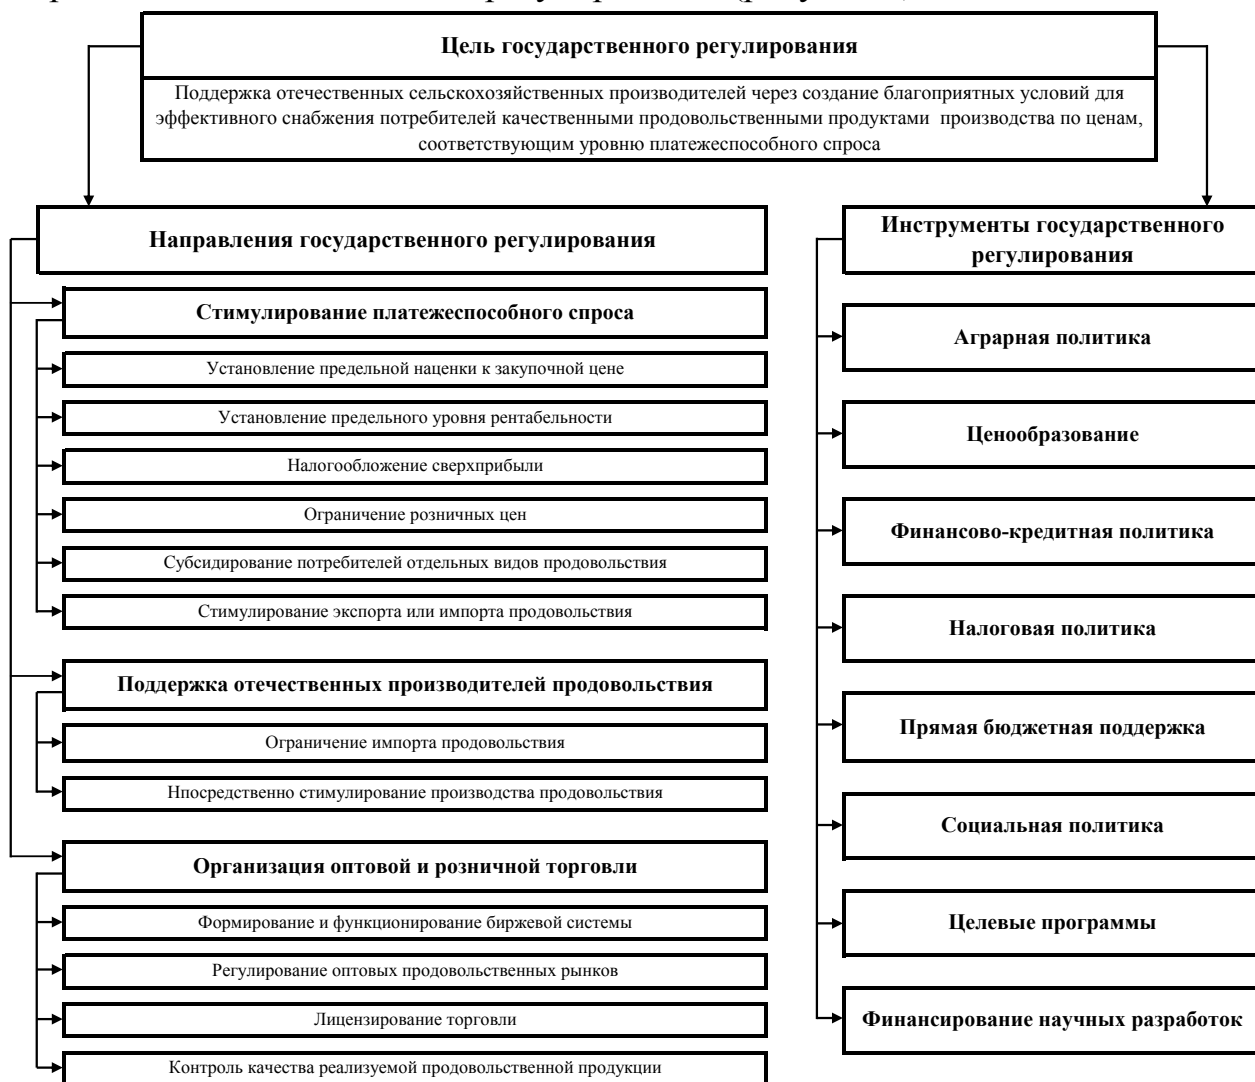 Цель государственного регулирования
Поддержка отечественных сельскохозяйственных производителей через создание благоприятных условий для
эффективного снабжения потребителей качественными продовольственными продуктами производства по ценам,
соответствующим уровню платежеспособного спроса
Направления государственного регулирования
Стимулирование платежеспособного спроса
Установление предельной наценки к закупочной цене
Установление предельного уровня рентабельности
Налогообложение сверхприбыли
Ограничение розничных цен
Субсидирование потребителей отдельных видов продовольствия
Стимулирование экспорта или импорта продовольствия
Поддержка отечественных производителей продовольствия
Ограничение импорта продовольствия
Нпосредственно стимулирование производства продовольствия
Организация оптовой и розничной торговли
Формирование и функционирование биржевой системы
Регулирование оптовых продовольственных рынков
Лицензирование торговли
Контроль качества реализуемой продовольственной продукции
Инструменты государственного
регулирования
Аграрная политика
Ценообразование
Финансово-кредитная политика
Налоговая политика
Прямая бюджетная поддержка
Социальная политика
Целевые программы
Финансирование научных разработок